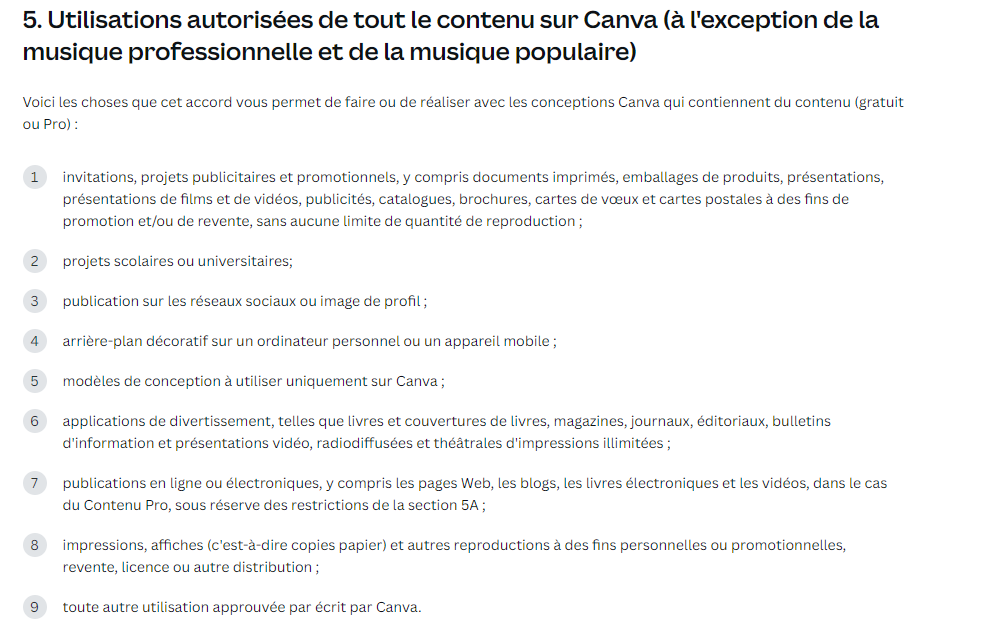 5. Utilisations autorisées de tout le contenu sur Canva (à l'exception de la
musique professionnelle et de la musique populaire)
Voici les choses que cet accord vous permet de faire ou de réaliser avec les conceptions Canva qui contiennent du contenu (gratuit
ou Pro) :
1 invitations, projets publicitaires et promotionnels, y compris documents imprimés, emballages de produits, présentations,
présentations de films et de vidéos, publicités, catalogues, brochures, cartes de vœux et cartes postales à des fins de
promotion et/ou de revente, sans aucune limite de quantité de reproduction ;
2 projets scolaires ou universitaires;
3 publication sur les réseaux sociaux ou image de profil ;
4 arrière-plan décoratif sur un ordinateur personnel ou un appareil mobile ;
5 modèles de conception à utiliser uniquement sur Canva ;
6 applications de divertissement, telles que livres et couvertures de livres, magazines, journaux, éditoriaux, bulletins
d'information et présentations vidéo, radiodiffusées et théâtrales d'impressions illimitées ;
7 publications en ligne ou électroniques, y compris les pages Web, les blogs, les livres électroniques et les vidéos, dans le cas
du Contenu Pro, sous réserve des restrictions de la section 5A ;
8 impressions, affiches (c'est-à-dire copies papier) et autres reproductions à des fins personnelles ou promotionnelles,
revente, licence ou autre distribution ;
9 toute autre utilisation approuvée par écrit par Canva.